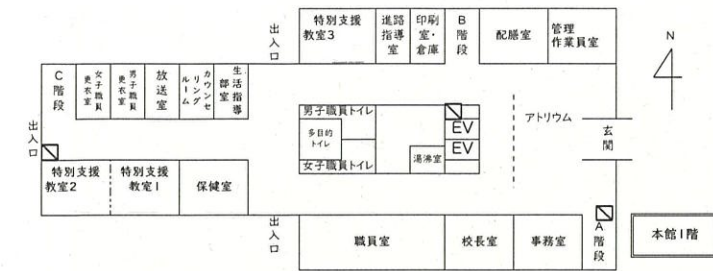 出入口
特別支援
教室3
進路
指導
室
印刷
室・
倉庫
B
階
段
配膳室
管理
作業員室
N
C
階
段
女子職員
更衣室
男子職員
更衣室
放
送
室
カウンセ
リング
ルーム
生活指導
部室
男子職員トイレ
多目的
トイレ
女子職員トイレ
湯沸室
EV
EV
アトリウム
玄
関
出入口
特別支援
教室2
特別支援
教室1
保健室
出入口
職員室
校長室
事務室
A
階
段
本館1階